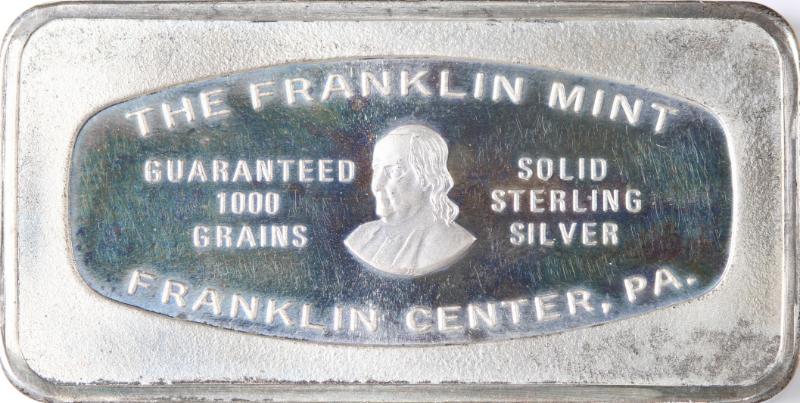 THE FRANKLIN MINT
GUARANTEED
1000
GRAINS
SOLID
STERLING
SILVER
FRANKLIN CENTER, PA.